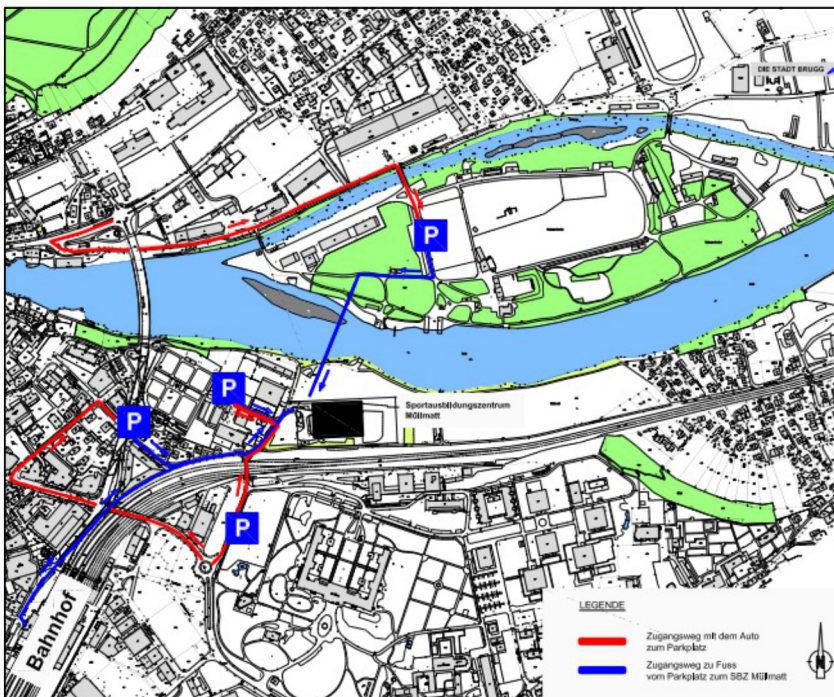 DIE STADT BRUGG
P
P
P
Sportausbildungszentrum
Mülimatt
P
Bahnhof
LEGENDE
Zugangsweg mit dem Auto
zum Parkplatz
Zugangsweg zu Fuss
vom Parkplatz zum SBZ Mülimatt
N